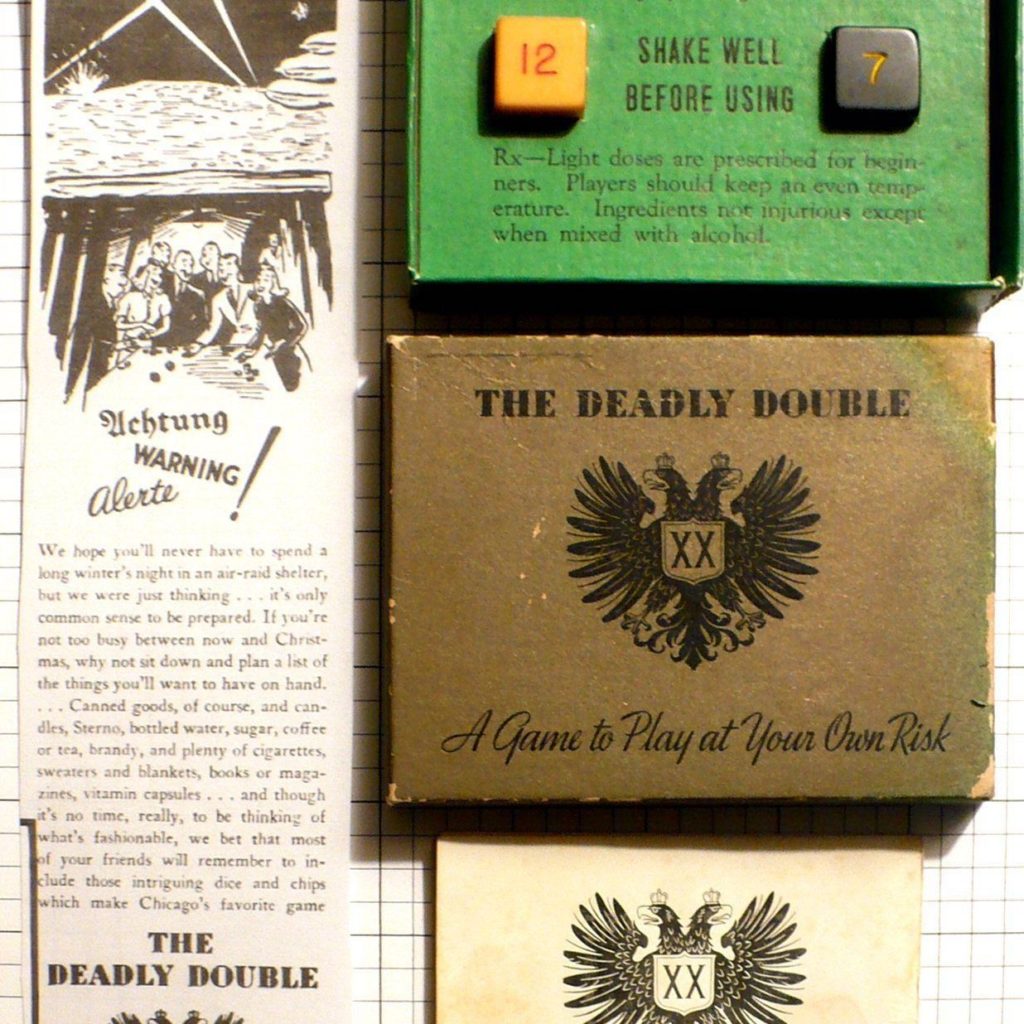 Achtung
WARNING
Alerte !
We hope you'll never have to spend a
long winter's night in an air-raid shelter,
but we were just thinking . . . it's only
common sense to be prepared. If you're
not too busy between now and Christ-
mas, why not sit down and plan a list of
the things you'll want to have on hand.
. . . Canned goods, of course, and can-
dles, Sterno, bottled water, sugar, coffee
or tea, brandy, and plenty of cigarettes,
sweaters and blankets, books or maga-
zines, vitamin capsules . . . and though
it's no time, really, to be thinking of
what's fashionable, we bet that most
of your friends will remember to in-
clude those intriguing dice and chips
which make Chicago's favorite game
THE
DEADLY DOUBLE
12
SHAKE WELL
BEFORE USING
7
Rx—Light doses are prescribed for begin-
ners. Players should keep an even temp-
erature. Ingredients not injurious except
when mixed with alcohol.
THE DEADLY DOUBLE
XX
A Game to Play at Your Own Risk
XX